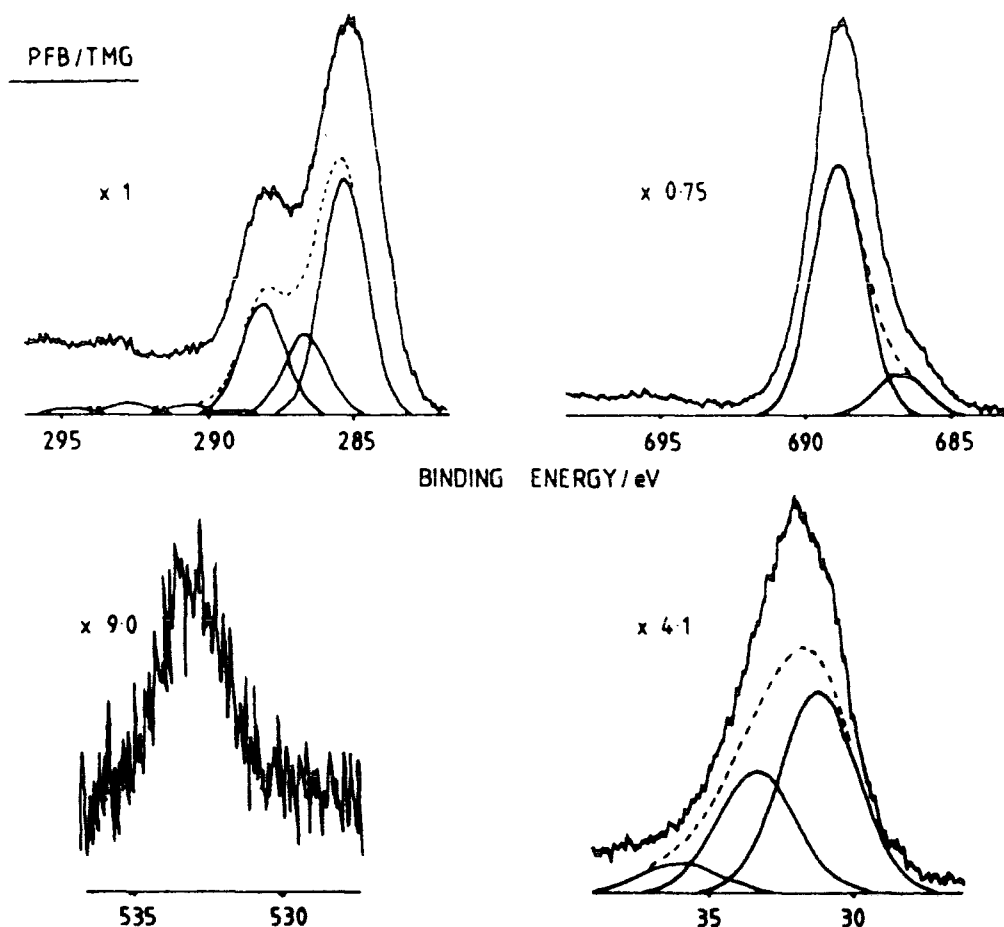 PFB/TMG
x 1
x 0·75
295 290 285
695 690 685
BINDING ENERGY/eV
x 9·0
x 4·1
535 530
35 30